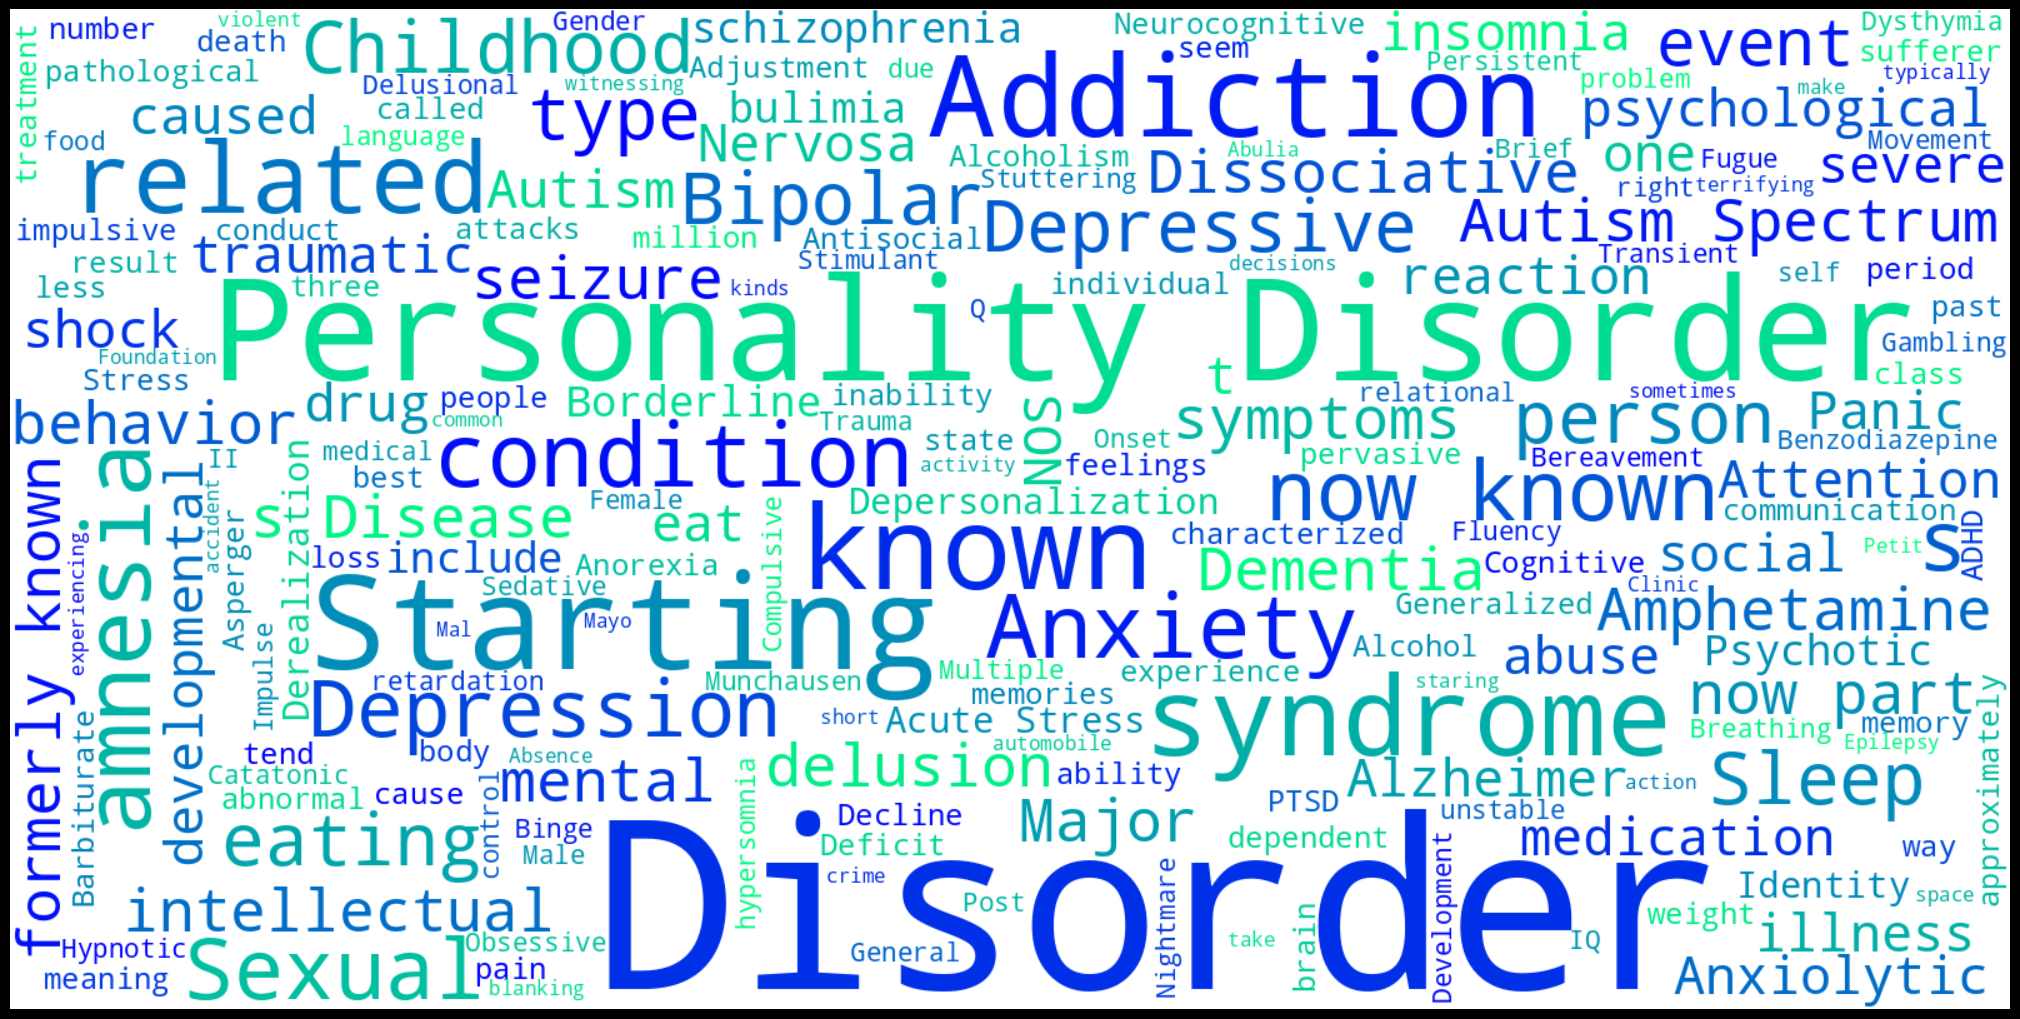 number
violent
Gender
Childhood
schizophrenia
Neurocognitive
insomnia
event
Dysthymia
treatment
death
seem
sufferer
pathological
Delusional
witnessing
Adjustment
due
Addiction
Persistent
problem
typically
caused
called
type
bulimia
make
psychological
food
language
Nervosa
Alcoholism
Abulia
Brief
one
Movement
related
Stuttering
Dissociative
Fugue
severe
Autism
Bipolar
right
terrifying
impulsive
conduct
attacks
million
Antisocial
Depressive
Autism Spectrum
result
traumatic
Stimulant
decisions
Transient
less
three
seizure
kinds
individual
reaction
self
period
shock
Personality Disorder
Q
past
Foundation
Gambling
Stress
t
class
behavior
drug
people
Borderline
inability
relational
sometimes
common
Trauma
NOS
symptoms
person
Panic
medical
condition
state
Onset
Benzodiazepine
II
best
activity
feelings
pervasive
Bereavement
formerly known
amnesia
developmental
Derealization
Female
Depersonalization
now known
Attention
accident
s
Disease
eat
known
characterized
Fluency
communication
experiencing
Asperger
loss
include
Anorexia
Compulsive
Dementia
Cognitive
social
Petit
s
ADHD
Sedative
Starting
Clinic
Generalized
Amphetamine
Mal
Mayo
Anxiety
Impulse
Alcohol
abuse
Psychotic
retardation
Munchausen
Multiple
experience
staring
Depression
memories
syndrome
now part
short
Acute Stress
Breathing
memory
Barbiturate
tend
body
Absence
automobile
Epilepsy
approximately
Catatonic
mental
delusion
ability
Alzheimer
action
Sleep
abnormal
cause
control
hypersomnia
PTSD
unstable
Binge
Decline
Major
eating
Male
Deficit
dependent
medication
way
Disorder
crime
Nightmare
Development
Identity
space
intellectual
Post
weight
brain
take
IQ
illness
Hypnotic
Sexual
Obsessive
General
meaning
pain
blanking
Anxiolytic